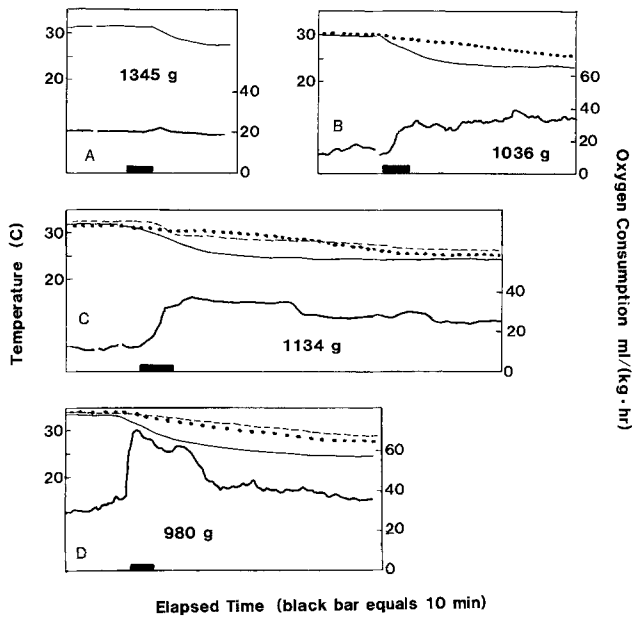 30
20
1345 g
40
20
0
A
30
20
60
40
20
0
B
1036 g
30
20
40
20
0
C
1134 g
30
20
60
40
20
0
D
980 g
Temperature (C)
Oxygen Consumption ml/(kg·hr)
Elapsed Time (black bar equals 10 min)